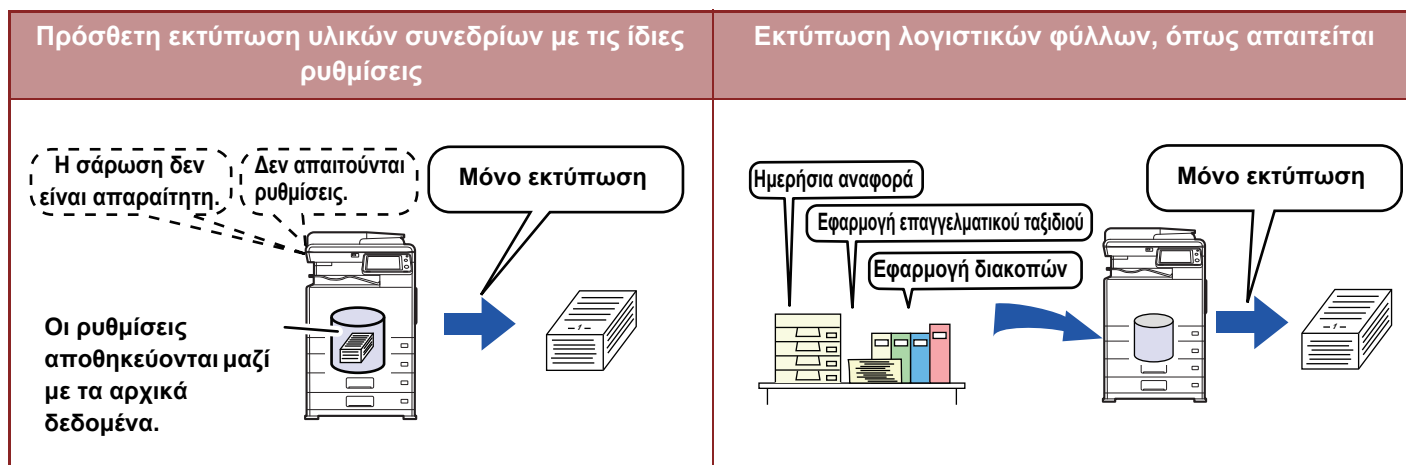 Πρόσθετη εκτύπωση υλικών συνεδρίων με τις ίδιες
ρυθμίσεις
Εκτύπωση λογιστικών φύλλων, όπως απαιτείται
Η σάρωση δεν
είναι απαραίτητη.
Δεν απαιτούνται
ρυθμίσεις.
Μόνο εκτύπωση
Οι ρυθμίσεις
αποθηκεύονται μαζί
με τα αρχικά
δεδομένα.
-1-
Ημερήσια αναφορά
Εφαρμογή επαγγελματικού ταξιδιού
Εφαρμογή διακοπών
Μόνο εκτύπωση
-1-